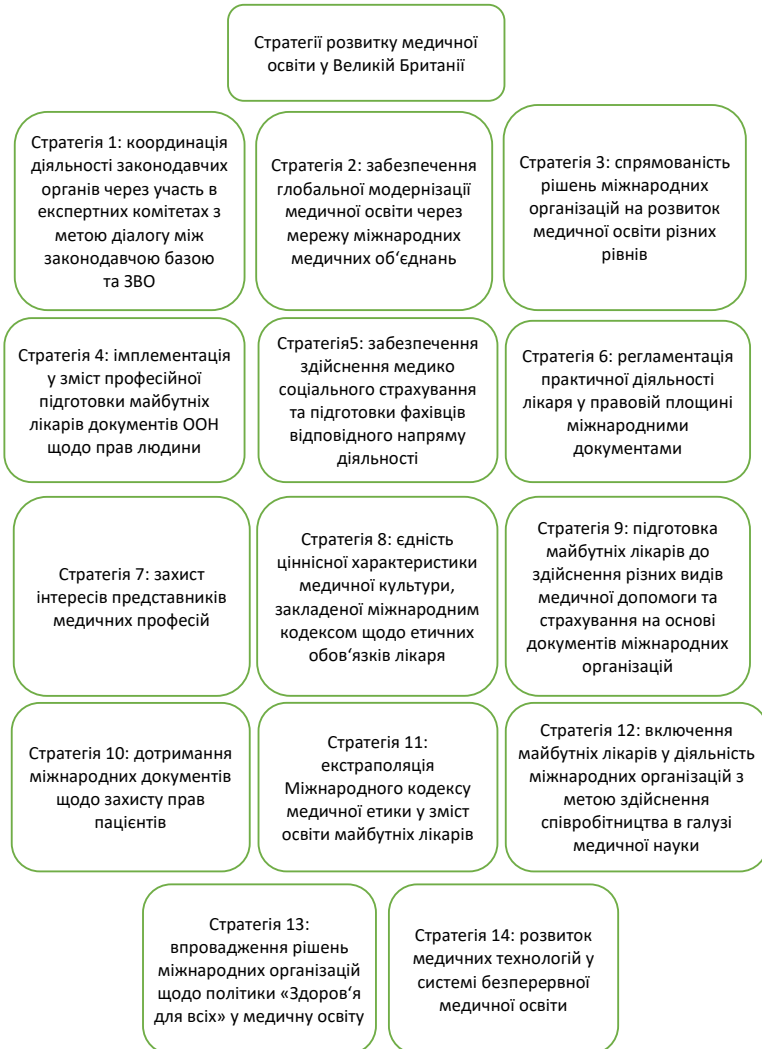 Стратегії розвитку медичної
освіти у Великій Британії
Стратегія 1: координація
діяльності законодавчих
органів через участь в
експертних комітетах з
метою діалогу між
законодавчою базою
та ЗВО
Стратегія 2: забезпечення
глобальної модернізації
медичної освіти через
мережу міжнародних
медичних об‘єднань
Стратегія 3: спрямованість
рішень міжнародних
організацій на розвиток
медичної освіти різних
рівнів
Стратегія 4: імплементація
у зміст професійної
підготовки майбутніх
лікарів документів ООН
щодо прав людини
Стратегія5: забезпечення
здійснення медико
соціального страхування
та підготовки фахівців
відповідного напряму
діяльності
Стратегія 6: регламентація
практичної діяльності
лікаря у правовій площині
міжнародними
документами
Стратегія 7: захист
інтересів представників
медичних професій
Стратегія 8: єдність
ціннісної характеристики
медичної культури,
закладеної міжнародним
кодексом щодо етичних
обов‘язків лікаря
Стратегія 9: підготовка
майбутніх лікарів до
здійснення різних видів
медичної допомоги та
страхування на основі
документів міжнародних
організацій
Стратегія 10: дотримання
міжнародних документів
щодо захисту прав
пацієнтів
Стратегія 11:
екстраполяція
Міжнародного кодексу
медичної етики у зміст
освіти майбутніх лікарів
Стратегія 12: включення
майбутніх лікарів у діяльність
міжнародних організацій з
метою здійснення
співробітництва в галузі
медичної науки
Стратегія 13:
впровадження рішень
міжнародних організацій
щодо політики «Здоров‘я
для всіх» у медичну освіту
Стратегія 14: розвиток
медичних технологій у
системі безперервної
медичної освіти